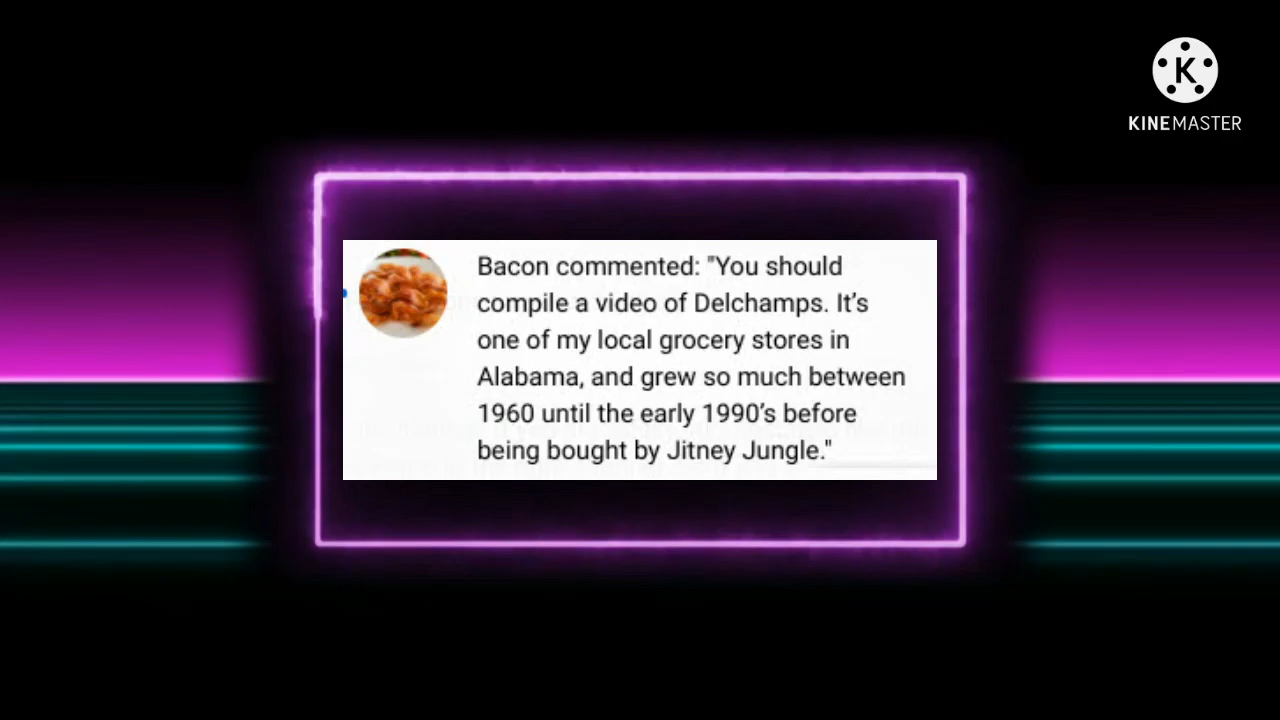 K
KINEMASTER
Bacon commented: "You should
compile a video of Delchamps. It’s
one of my local grocery stores in
Alabama, and grew so much between
1960 until the early 1990’s before
being bought by Jitney Jungle."